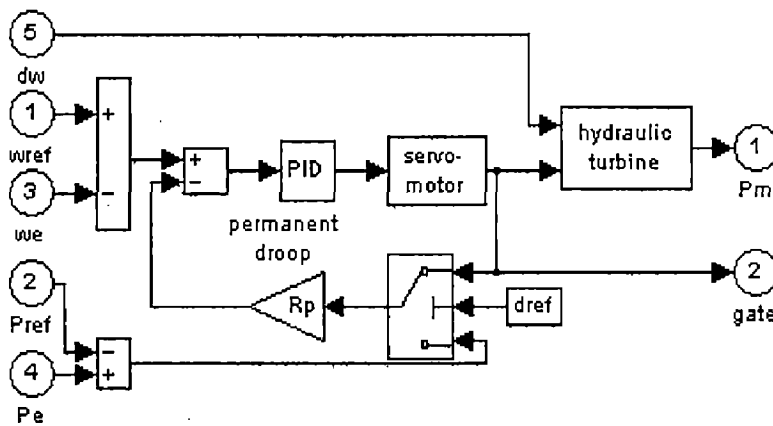 5
dw
1
wref
3
we
2
Pref
4
Pe
+
−
+
−
PID
servo-
motor
hydraulic
turbine
1
Pm
permanent
droop
Rp
dref
2
gate
−
+